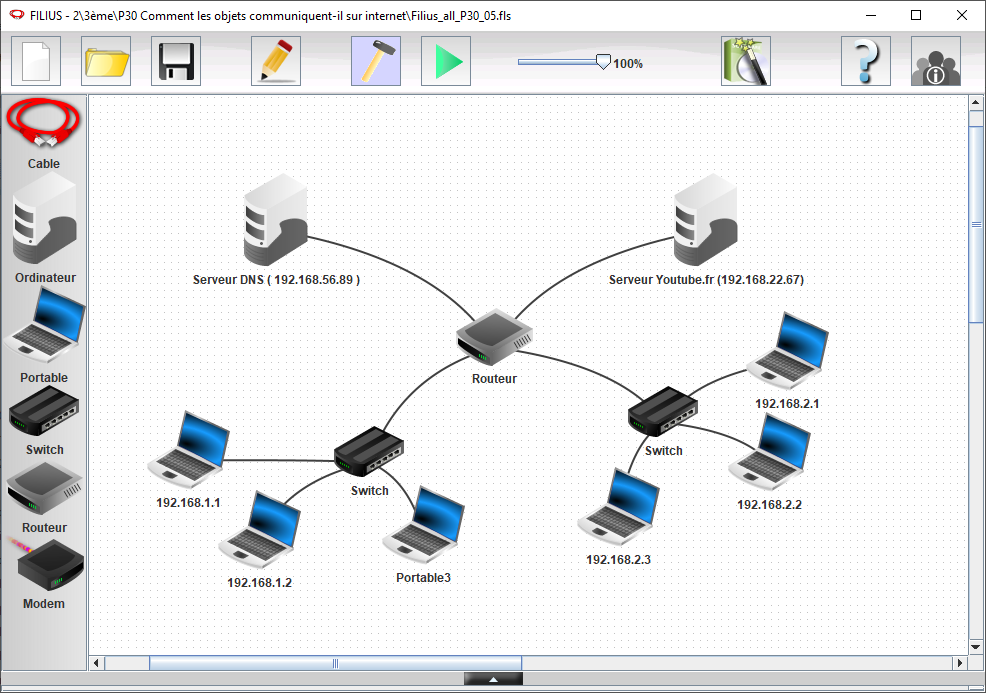 FILIUS - 2\3ème\P30 Comment les objets communiquent-il sur internet\Filius_all_P30_05.fls
100%
Cable
Ordinateur
Portable
Switch
Routeur
Modem
Serveur DNS ( 192.168.56.89 )
Serveur Youtube.fr (192.168.22.67)
Routeur
192.168.2.1
Switch
Switch
192.168.1.1
192.168.2.2
192.168.2.3
192.168.1.2
Portable3